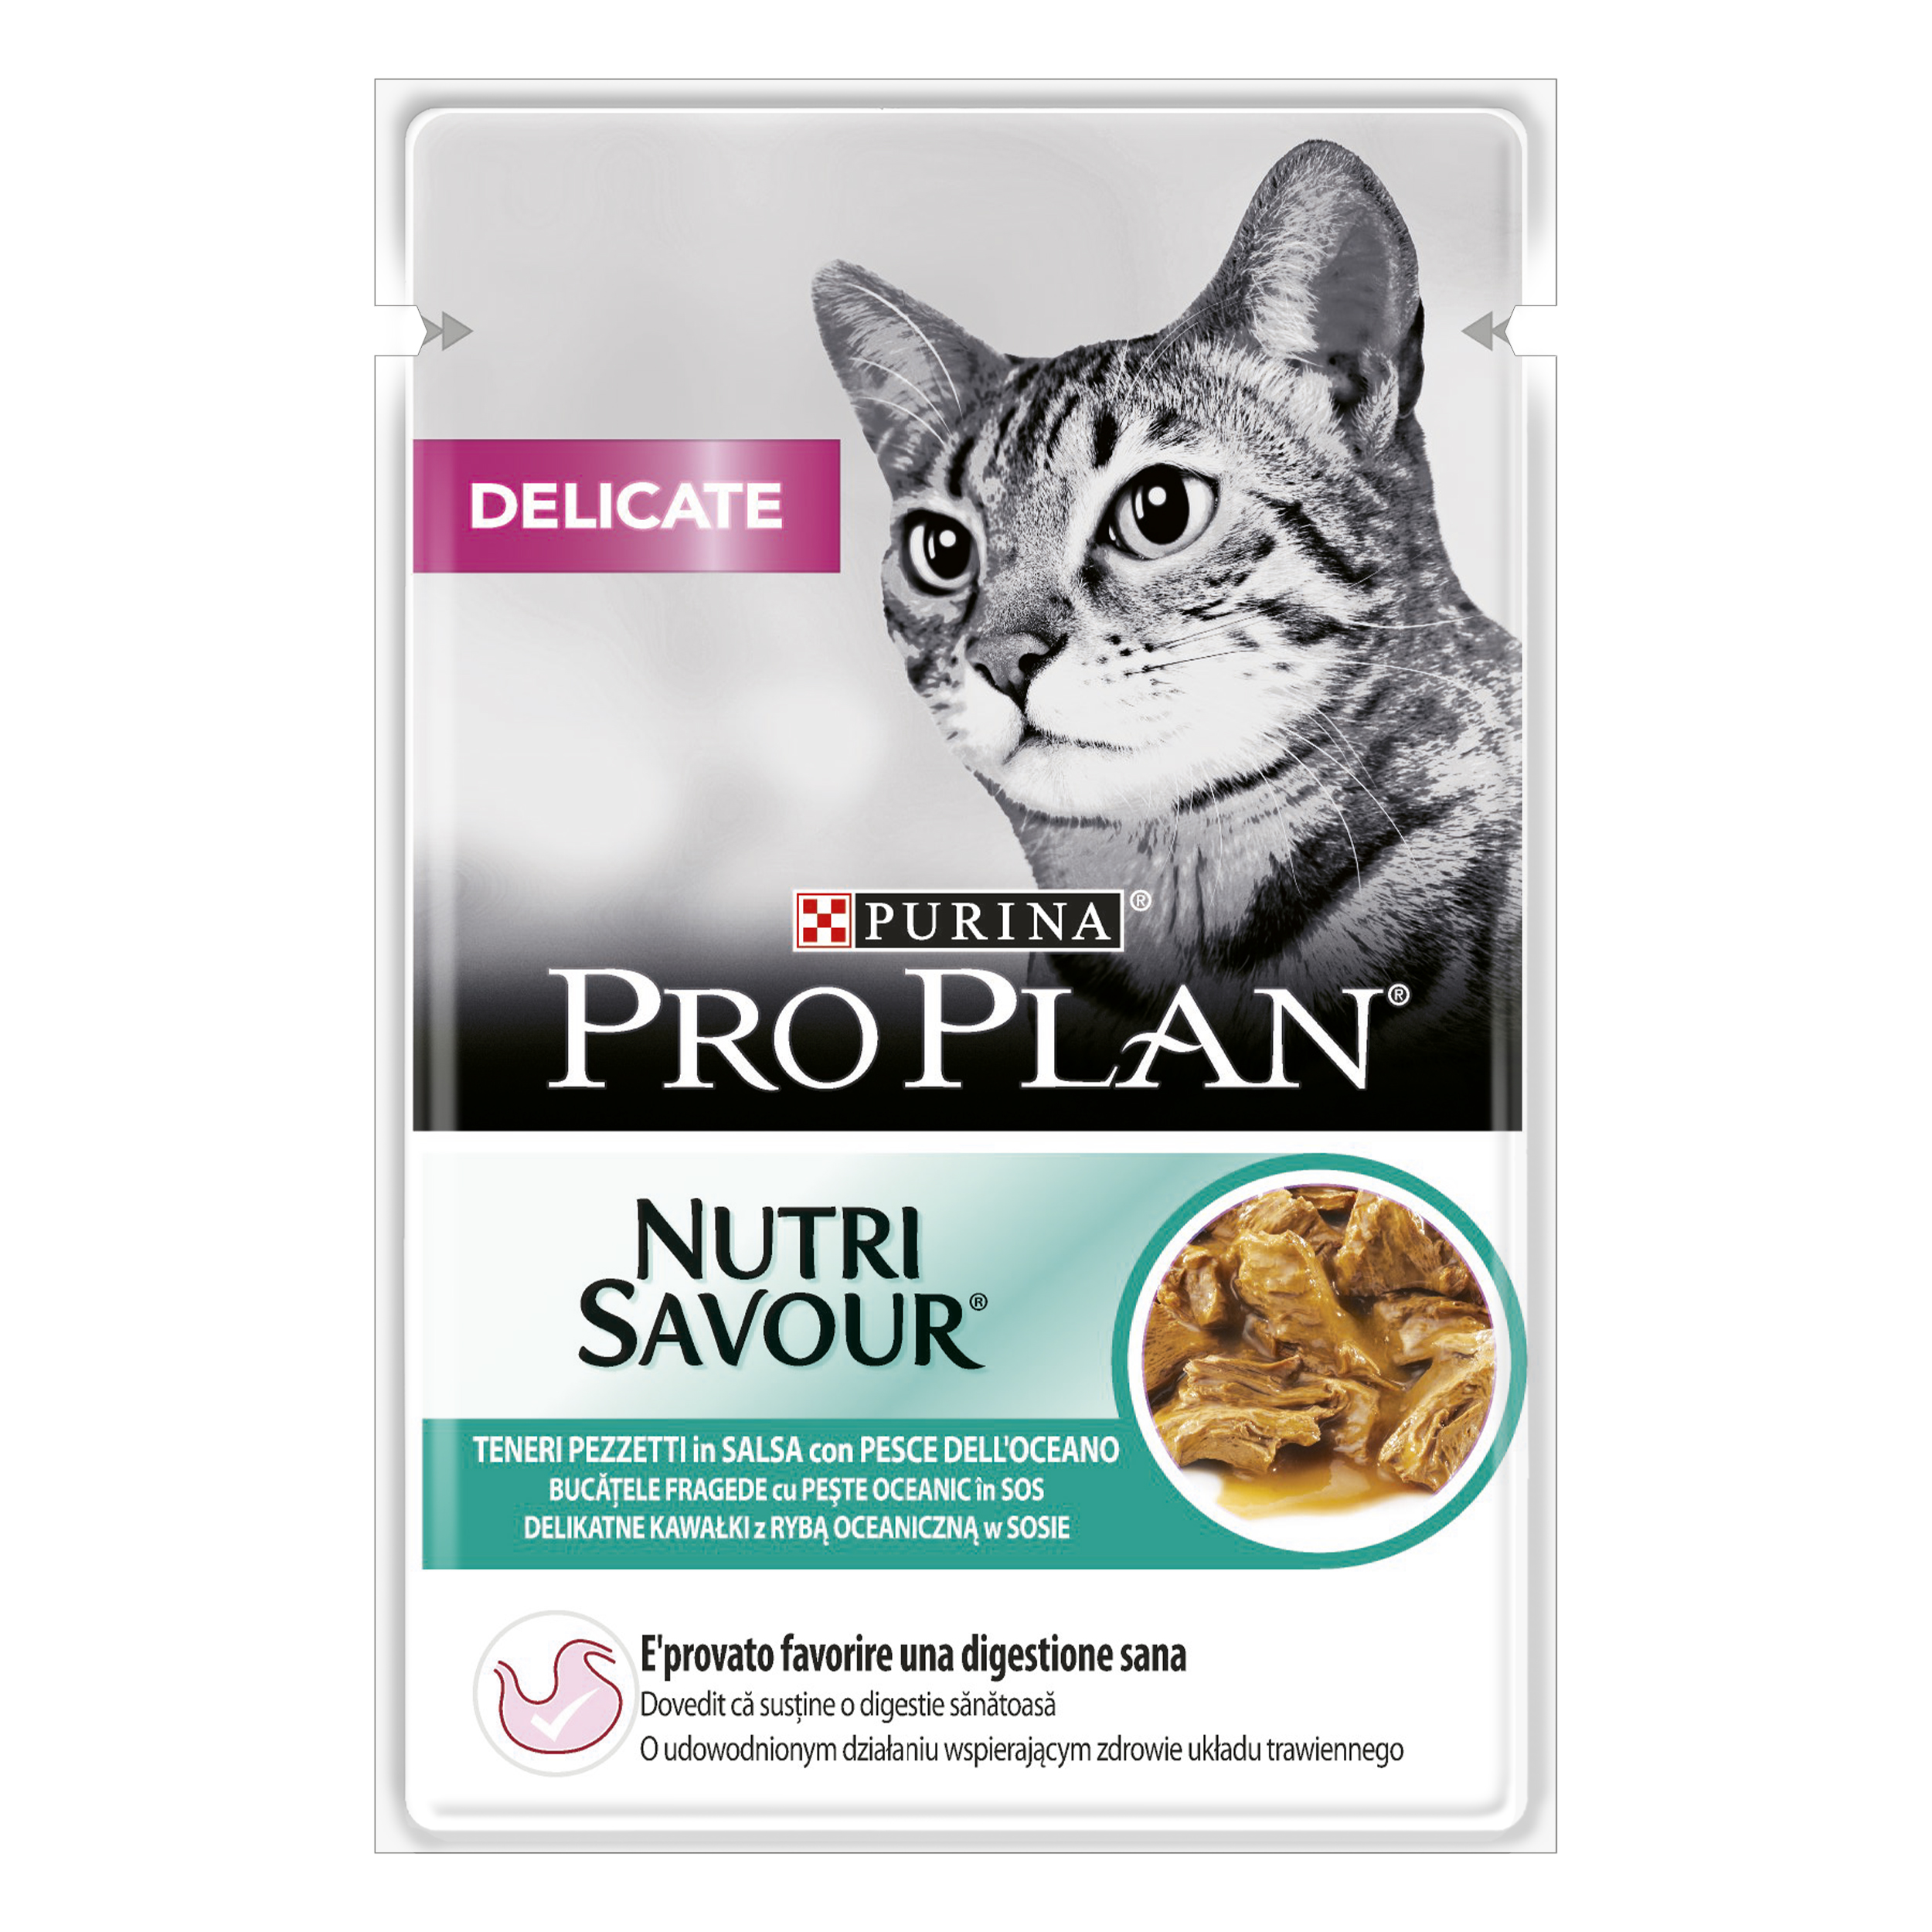 DELICATE
PURINA®
PRO PLAN®
NUTRI
SAVOUR®
TENERI PEZZETTI in SALSA con PESCE DELL'OCEANO
BUCĂŢELE FRAGEDE cu PEŞTE OCEANIC în SOS
DELIKATNE KAWAŁKI z RYBĄ OCEANICZNĄ w SOSIE
E'provato favorire una digestione sana
Dovedit că susține o digestie sănătoasă
O udowodnionym działaniu wspierającym zdrowie układu trawiennego